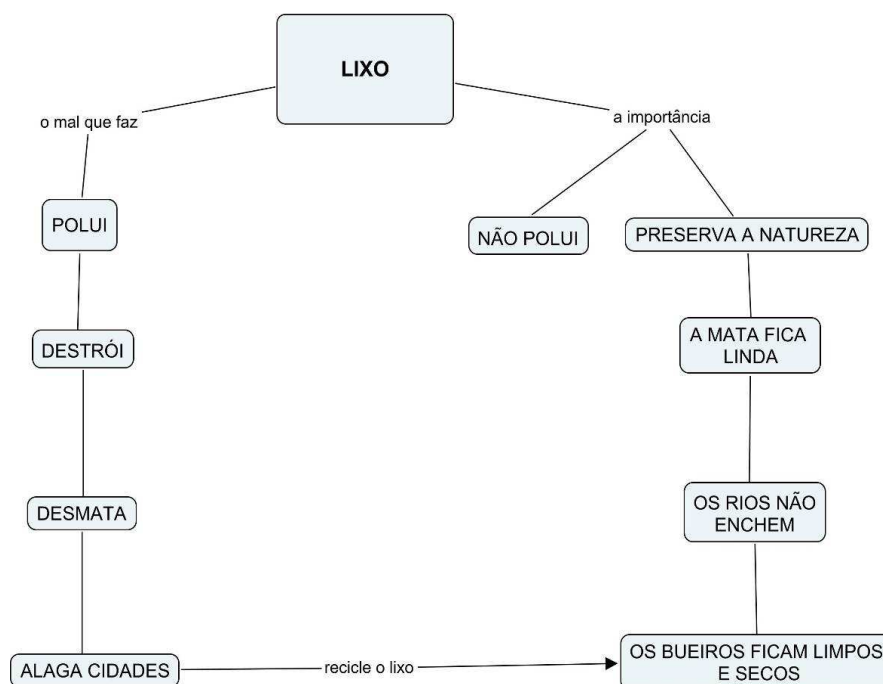 LIXO
o mal que faz
a importância
POLUI
NÃO POLUI
PRESERVA A NATUREZA
DESTRÓI
A MATA FICA
LINDA
DESMATA
OS RIOS NÃO
ENCHEM
ALAGA CIDADES
recicle o lixo
OS BUEIROS FICAM LIMPOS
E SECOS